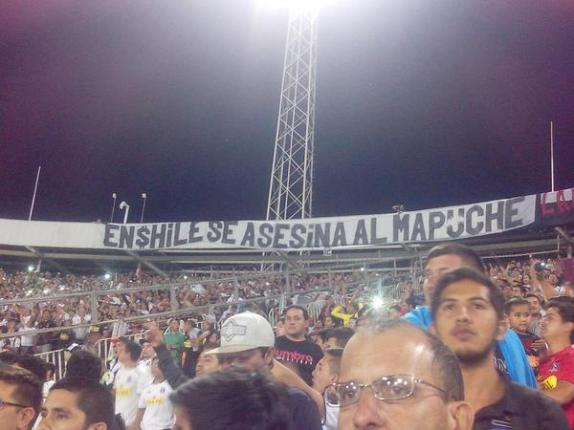 EN$HILE SE ASESINA AL MAPUCHE